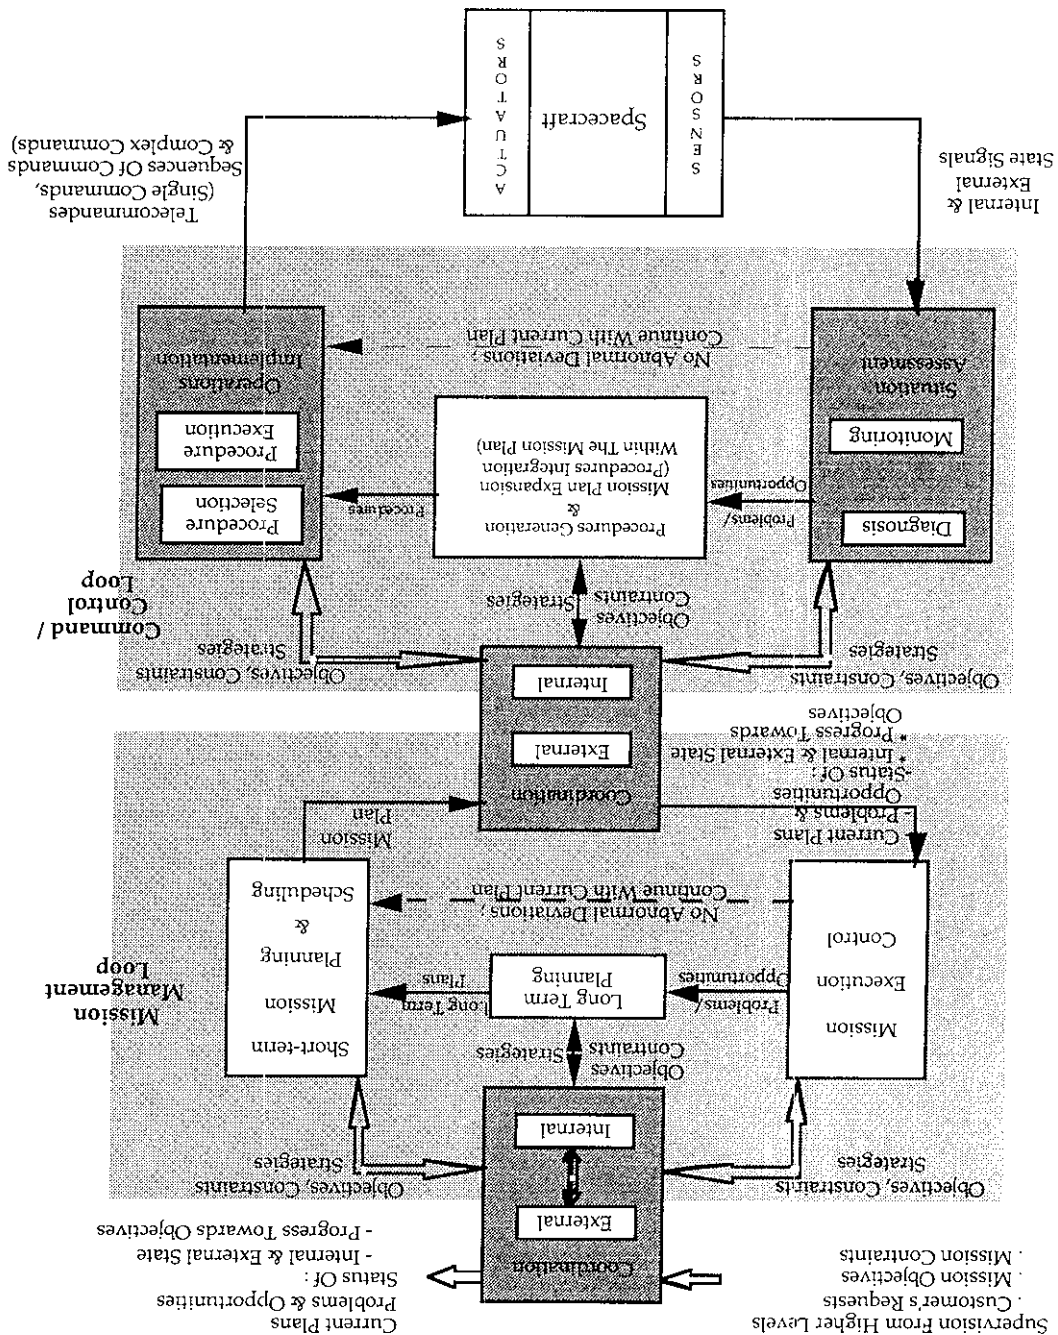 Supervision From Higher Levels
. Customer's Requests
. Mission Objectives
. Mission Contraints
Coordination
External
Internal
Current Plans
Problems & Opportunities
Status Of :
- Internal & External State
- Progress Towards Objectives
Objectives, Constraints
Strategies
Objectives, Constraints
Strategies
Objectives
Contraints
Strategies
Mission
Execution
Control
Problems/
Opportunities
Long Term
Planning
Long Term
Plans
Short-term
Mission
Planning
&
Scheduling
Mission
Management
Loop
No Abnormal Deviations ;
Continue With Current Plan
- Current Plans
- Problems &
Opportunities
-Status Of :
* Internal & External State
* Progress Towards
Objectives
Mission
Plan
Coordination
External
Internal
Objectives, Constraints
Strategies
Objectives, Constraints
Strategies
Objectives
Contraints
Strategies
Command /
Control
Loop
Diagnosis
Monitoring
Situation
Assessment
Problems/
Opportunities
Procedures Generation
&
Mission Plan Expansion
(Procedures Integration
Within The Mission Plan)
Procedures
Procedure
Selection
Procedure
Execution
Operations
Implementation
No Abnormal Deviations ;
Continue With Current Plan
Internal &
External
State Signals
SENSORS
Spacecraft
ACTUATORS
Telecommandes
(Single Commands,
Sequences Of Commands
& Complex Commands)